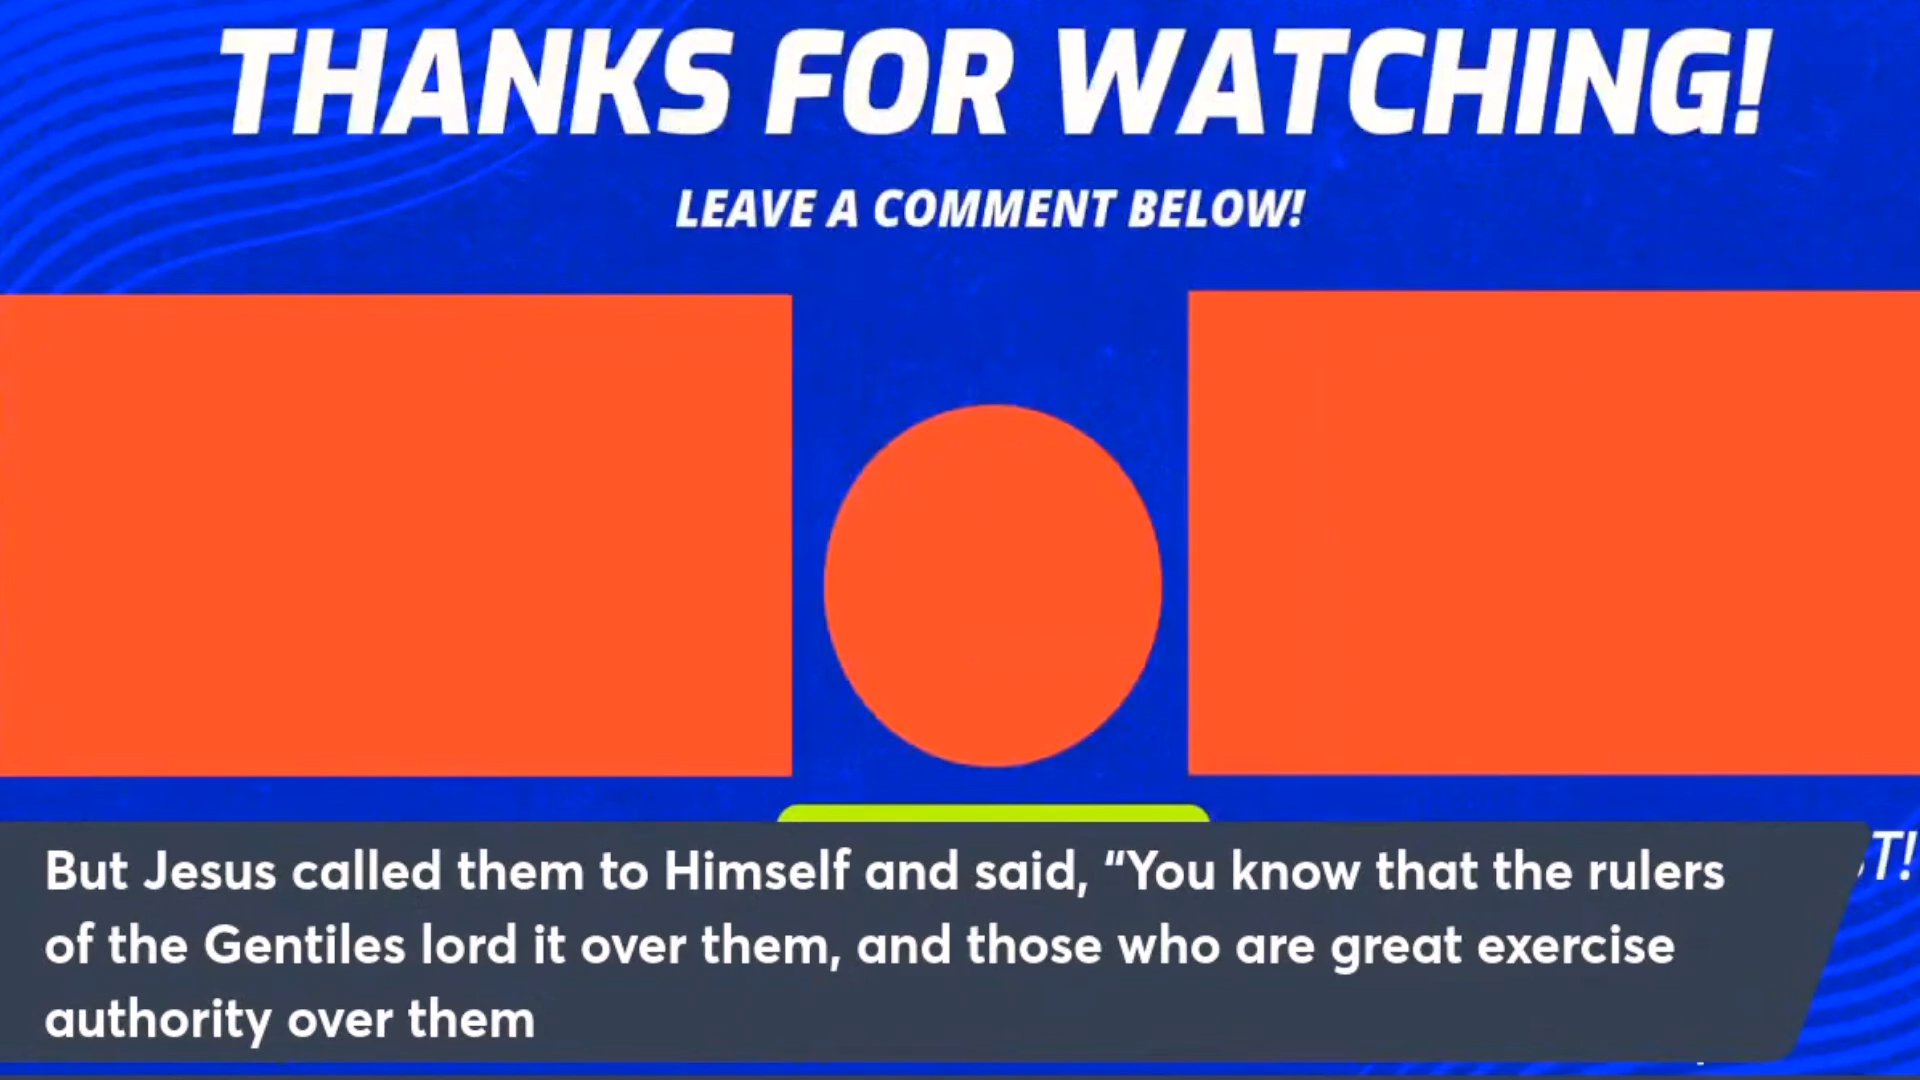 THANKS FOR WATCHING!
LEAVE A COMMENT BELOW!
But Jesus called them to Himself and said, “You know that the rulers
of the Gentiles lord it over them, and those who are great exercise
authority over them